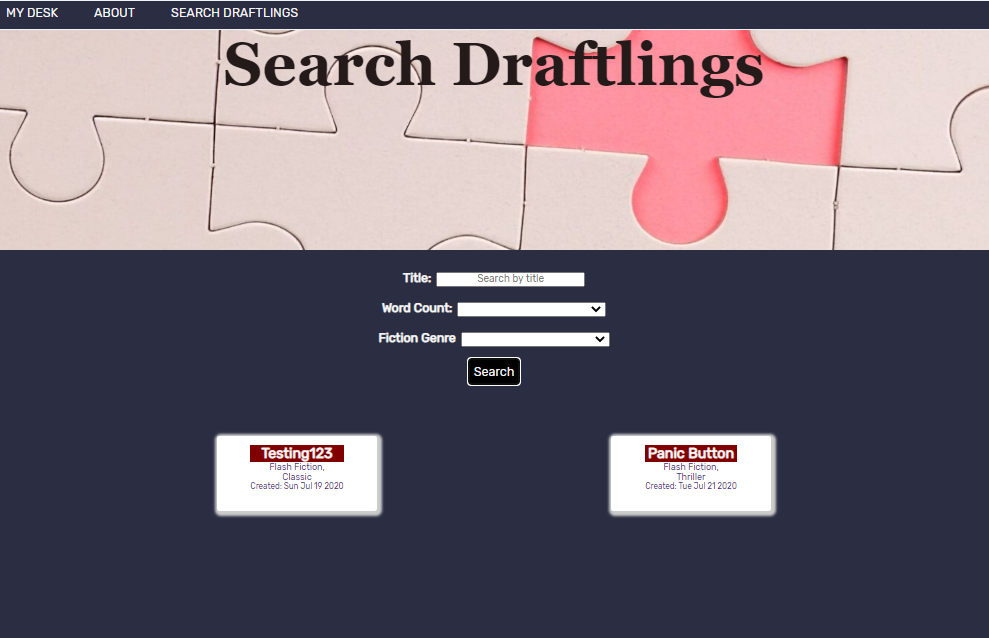 MY DESK ABOUT SEARCH DRAFTLINGS
Search Draftlings
Title: Search by title
Word Count:
Fiction Genre
Search
Testing123
Flash Fiction,
Classic
Created: Sun Jul 19 2020
Panic Button
Flash Fiction,
Thriller
Created: Tue Jul 21 2020